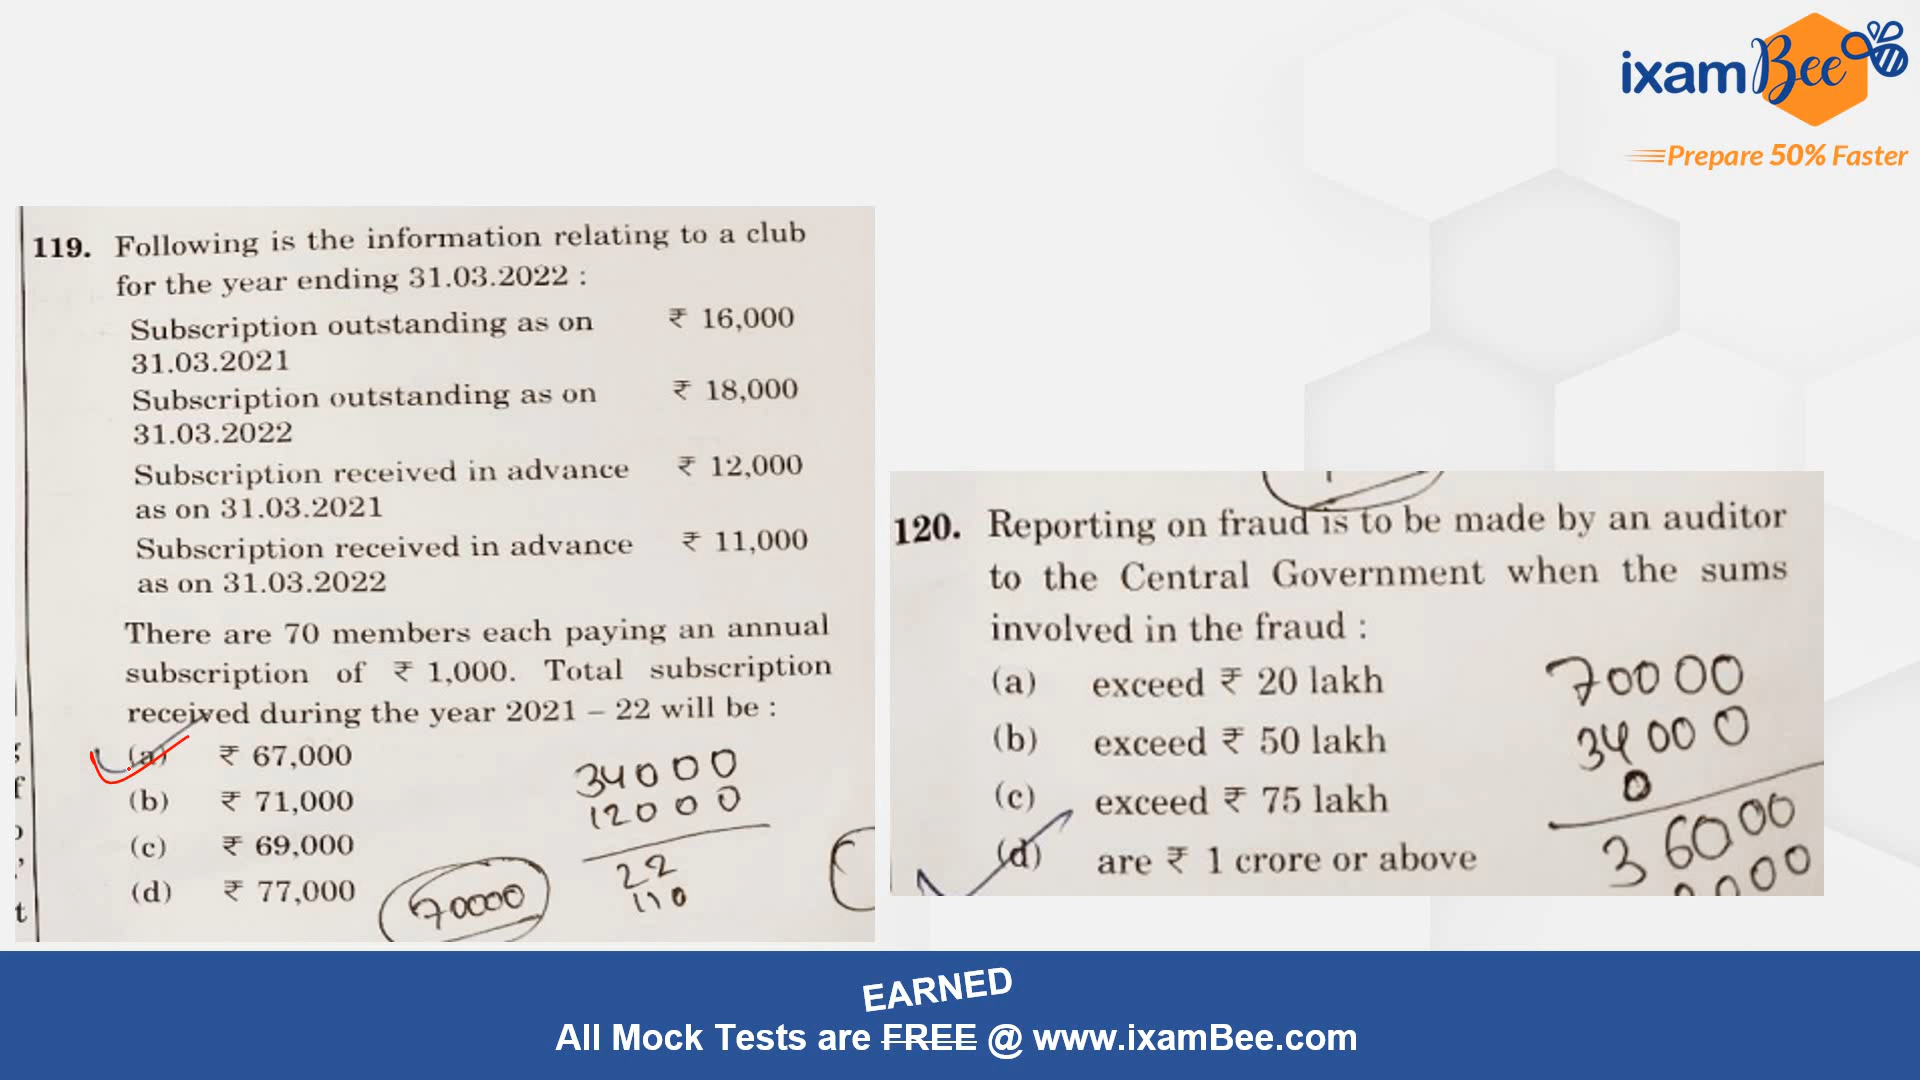 ixamBee
Prepare 50% Faster
119. Following is the information relating to a club
for the year ending 31.03.2022 :
Subscription outstanding as on ₹ 16,000
31.03.2021
Subscription outstanding as on ₹ 18,000
31.03.2022
Subscription received in advance ₹ 12,000
as on 31.03.2021
Subscription received in advance ₹ 11,000
as on 31.03.2022
There are 70 members each paying an annual
subscription of ₹ 1,000. Total subscription
received during the year 2021 – 22 will be :
(a) ₹ 67,000
(b) ₹ 71,000
(c) ₹ 69,000
(d) ₹ 77,000
34000
12000
22
110
70000
120. Reporting on fraud is to be made by an auditor
to the Central Government when the sums
involved in the fraud :
(a) exceed ₹ 20 lakh
(b) exceed ₹ 50 lakh
(c) exceed ₹ 75 lakh
(d) are ₹ 1 crore or above
70000
34000
0
36000
EARNED
All Mock Tests are FREE @ www.ixamBee.com